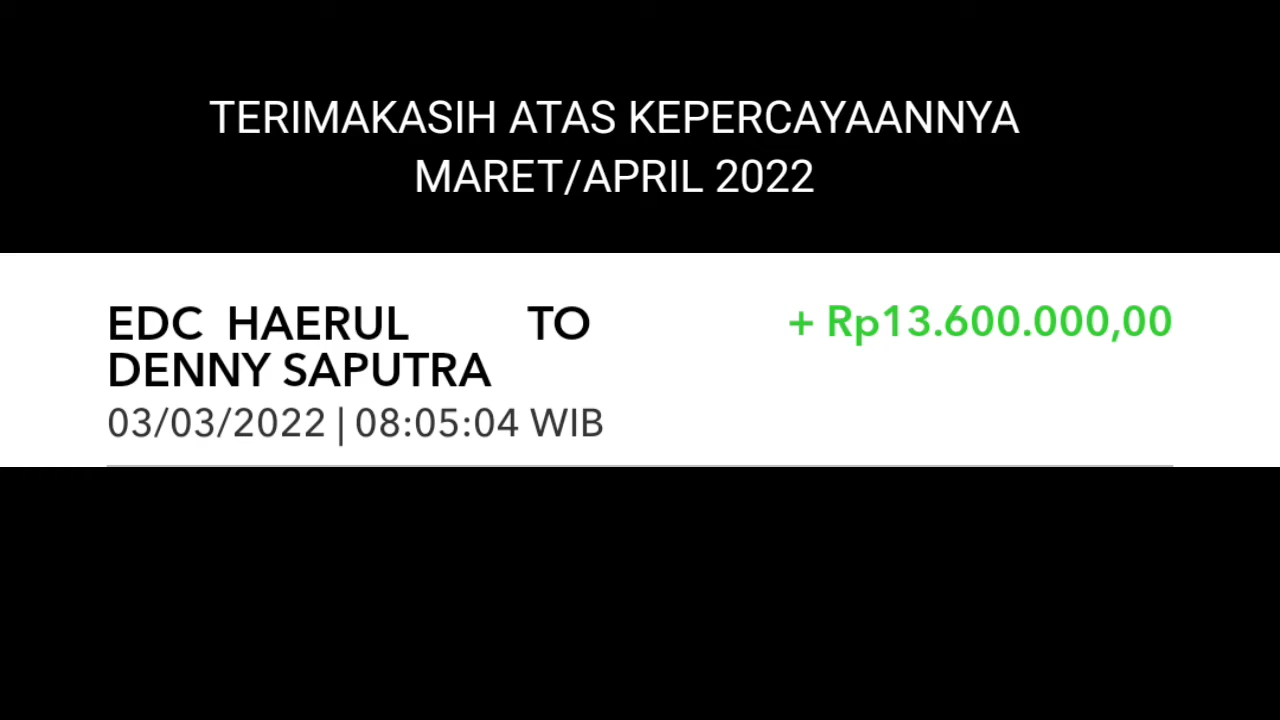 TERIMAKASIH ATAS KEPERCAYAANNYA
MARET/APRIL 2022
EDC HAERUL TO + Rp13.600.000,00
DENNY SAPUTRA
03/03/2022 | 08:05:04 WIB